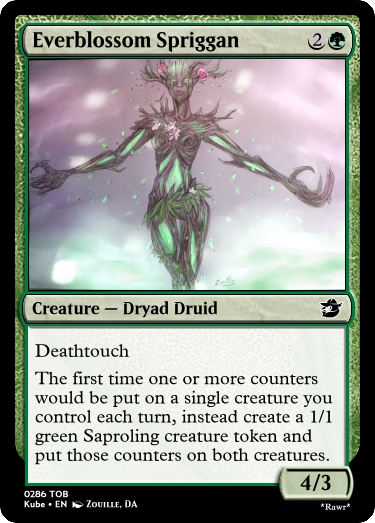 Everblossom Spriggan 2
Creature — Dryad Druid
Deathtouch
The first time one or more counters
would be put on a single creature you
control each turn, instead create a 1/1
green Saproling creature token and
put those counters on both creatures.
4/3
0286 TOB
Kube • EN Zouille, DA
*Rawr*